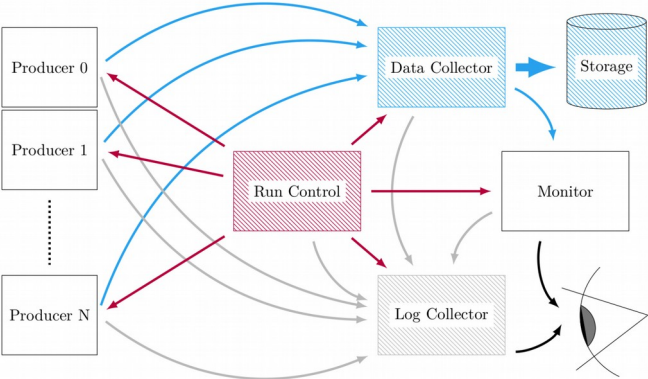 Producer 0
Data Collector
Storage
Producer 1
Run Control
Monitor
Producer N
Log Collector